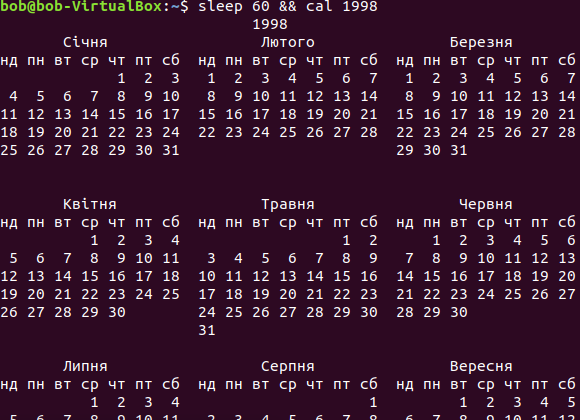 bob@bob-VirtualBox:~$ sleep 60 && cal 1998
                            1998
       Січня                 Лютого               Березня
нд пн вт ср чт пт сб  нд пн вт ср чт пт сб  нд пн вт ср чт пт сб
             1  2  3   1  2  3  4  5  6  7   1  2  3  4  5  6  7
 4  5  6  7  8  9 10   8  9 10 11 12 13 14   8  9 10 11 12 13 14
11 12 13 14 15 16 17  15 16 17 18 19 20 21  15 16 17 18 19 20 21
18 19 20 21 22 23 24  22 23 24 25 26 27 28  22 23 24 25 26 27 28
25 26 27 28 29 30 31                        29 30 31
       Квітня                Травня                Червня
нд пн вт ср чт пт сб  нд пн вт ср чт пт сб  нд пн вт ср чт пт сб
          1  2  3  4                  1  2      1  2  3  4  5  6
 5  6  7  8  9 10 11   3  4  5  6  7  8  9   7  8  9 10 11 12 13
12 13 14 15 16 17 18  10 11 12 13 14 15 16  14 15 16 17 18 19 20
19 20 21 22 23 24 25  17 18 19 20 21 22 23  21 22 23 24 25 26 27
26 27 28 29 30        24 25 26 27 28 29 30  28 29 30
                      31
       Липня                 Серпня               Вересня
нд пн вт ср чт пт сб  нд пн вт ср чт пт сб  нд пн вт ср чт пт сб
          1  2  3  4                     1         1  2  3  4  5
 5  6  7  8  9 10 11   2  3  4  5  6  7  8   6  7  8  9 10 11 12